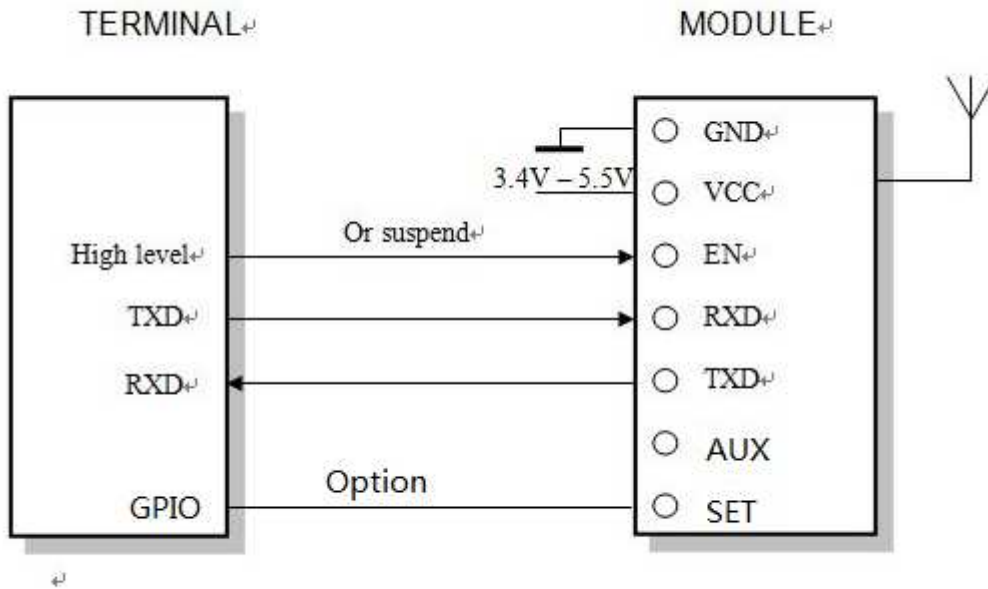 TERMINAL
MODULE
GND
3.4V – 5.5V
VCC
High level
Or suspend
EN
TXD
RXD
RXD
TXD
AUX
GPIO
Option
SET